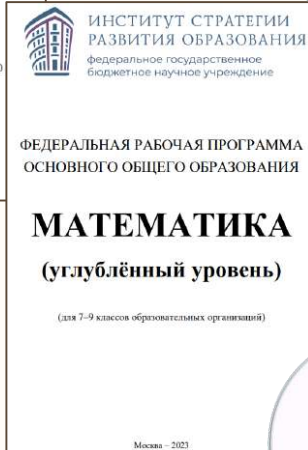 ИНСТИТУТ СТРАТЕГИИ
РАЗВИТИЯ ОБРАЗОВАНИЯ
федеральное государственное
бюджетное научное учреждение
ФЕДЕРАЛЬНАЯ РАБОЧАЯ ПРОГРАММА
ОСНОВНОГО ОБЩЕГО ОБРАЗОВАНИЯ
МАТЕМАТИКА
(углублённый уровень)
(для 7–9 классов образовательных организаций)
Москва – 2023